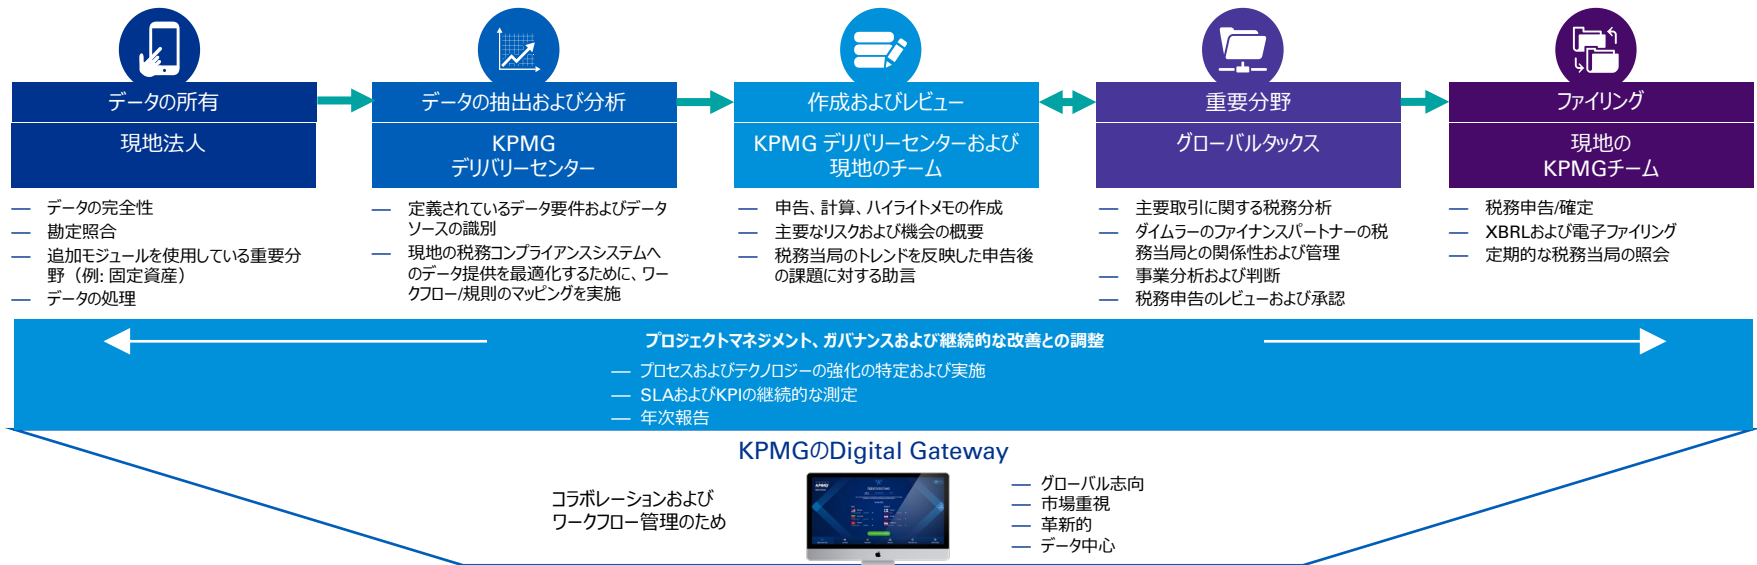 データの所有
データの抽出および分析
作成およびレビュー
重要分野
ファイリング
現地法人
KPMG
デリバリーセンター
KPMG デリバリーセンターおよび
現地のチーム
グローバルタックス
現地の
KPMGチーム
— データの完全性
— 勘定照合
— 追加モジュールを使用している重要分
野（例: 固定資産）
— データの処理
— 定義されているデータ要件およびデータ
ソースの識別
— 現地の税務コンプライアンスシステムへ
のデータ提供を最適化するために、ワー
クフロー/規則のマッピングを実施
— 申告、計算、ハイライトメモの作成
— 主要なリスクおよび機会の概要
— 税務当局のトレンドを反映した申告後
の課題に対する助言
— 主要取引に関する税務分析
— ダイムラーのファイナンスパートナーの税
務当局との関係性および管理
— 事業分析および判断
— 税務申告のレビューおよび承認
— 税務申告/確定
— XBRLおよび電子ファイリング
— 定期的な税務当局の照会
プロジェクトマネジメント、ガバナンスおよび継続的な改善との調整
— プロセスおよびテクノロジーの強化の特定および実施
— SLAおよびKPIの継続的な測定
— 年次報告
KPMGのDigital Gateway
コラボレーションおよび
ワークフロー管理のため
KPMG
— グローバル志向
— 市場重視
— 革新的
— データ中心